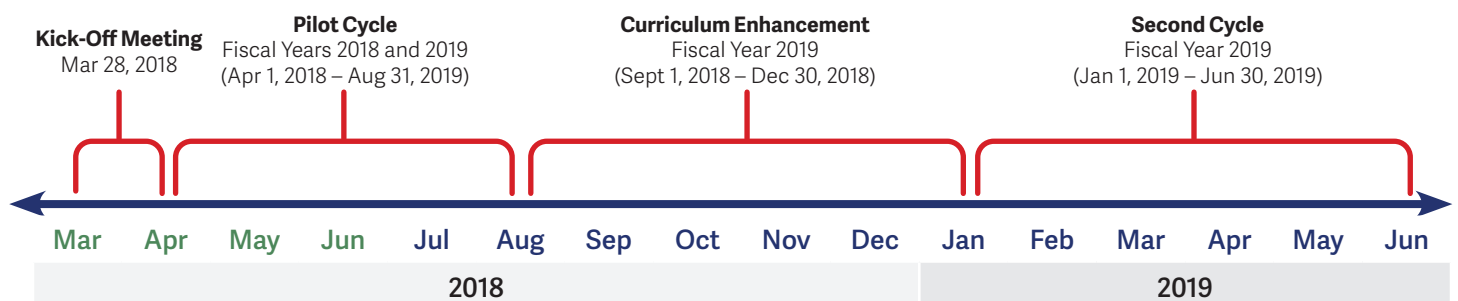 Kick-Off Meeting
Mar 28, 2018
Pilot Cycle
Fiscal Years 2018 and 2019
(Apr 1, 2018 – Aug 31, 2019)
Curriculum Enhancement
Fiscal Year 2019
(Sept 1, 2018 – Dec 30, 2018)
Second Cycle
Fiscal Year 2019
(Jan 1, 2019 – Jun 30, 2019)
Mar Apr May Jun Jul Aug Sep Oct Nov Dec Jan Feb Mar Apr May Jun
2018 2019